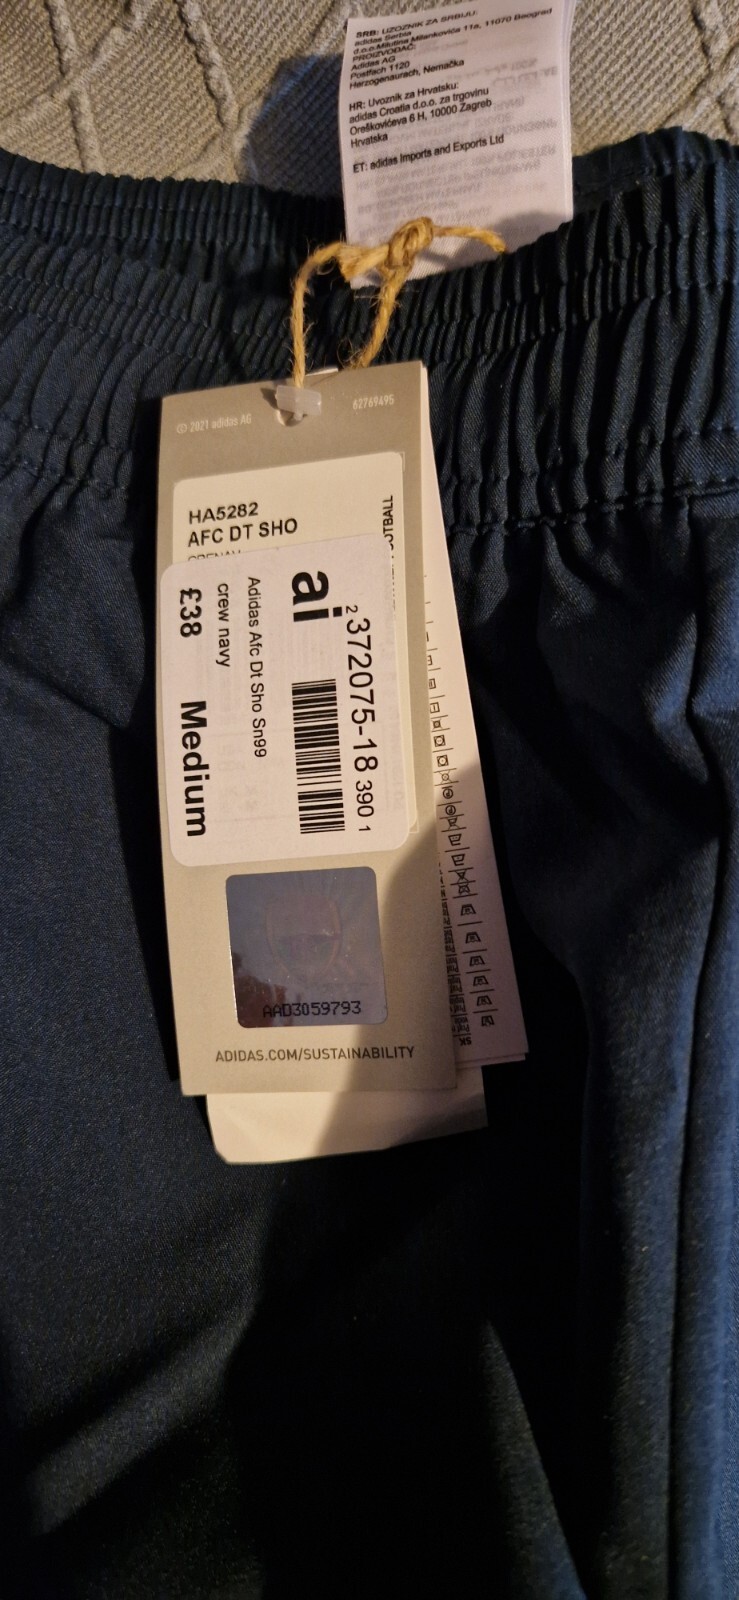 SRB: UZOZNIK ZA SRBIJU:
adidas Serbia
d.o.o.Milutina Milankovića 11a, 11070 Beograd
PROIZVOĐAČ:
Adidas AG
Postfach 1120
Herzogenaurach, Nemačka
HR: Uvoznik za Hrvatsku:
adidas Croatia d.o.o. za trgovinu
Oreškovićeva 6 H, 10000 Zagreb
Hrvatska
ET: adidas Imports and Exports Ltd
© 2021 adidas AG
62769495
HA5282
AFC DT SHO
ai
2 372075-18 390 1
Adidas Afc Dt Sho Sn99
crew navy
£38 Medium
AAD3059793
ADIDAS.COM/SUSTAINABILITY